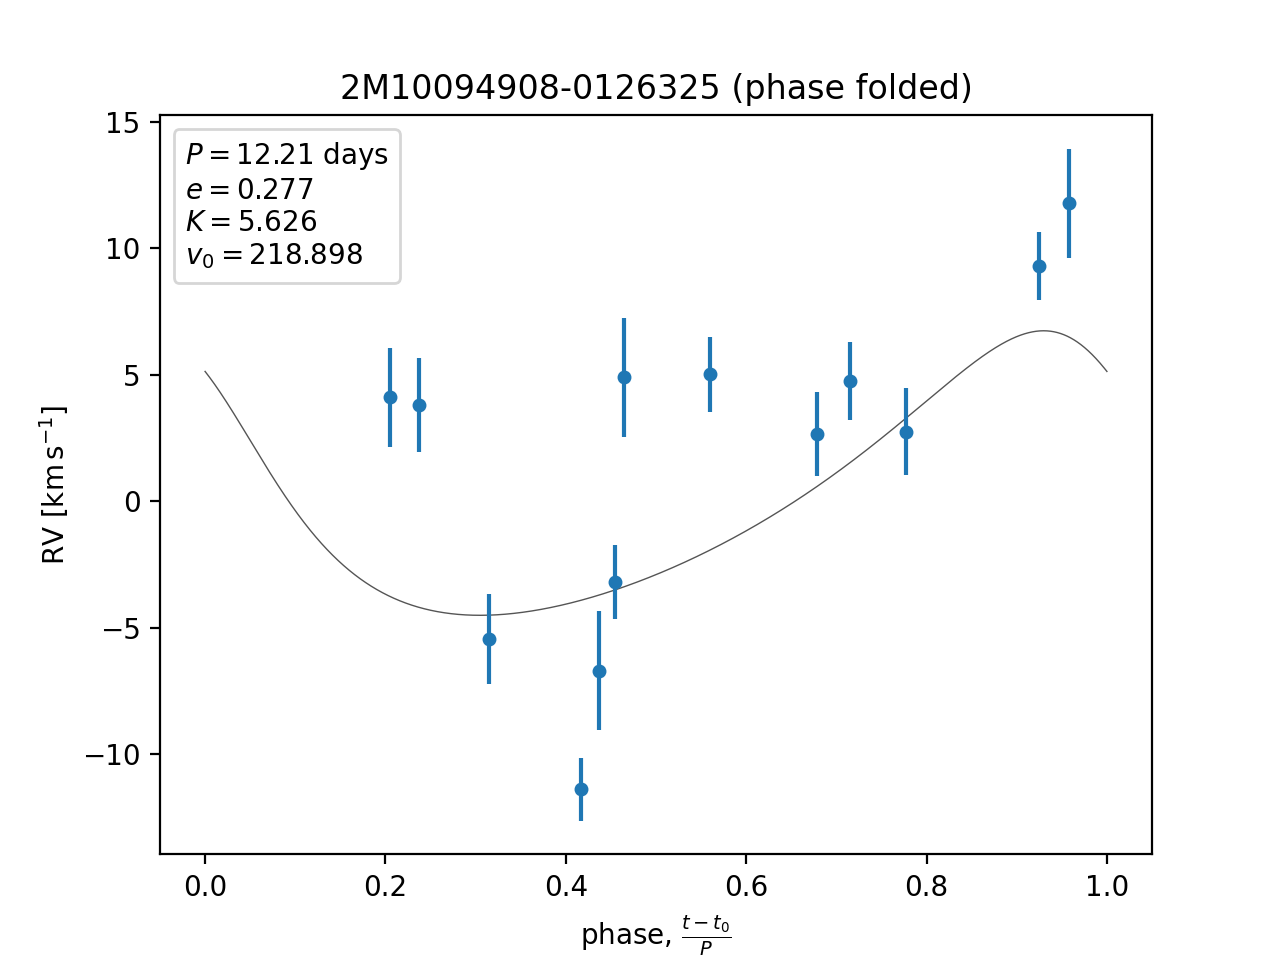 2M10094908-0126325 (phase folded)
P = 12.21 days
e = 0.277
K = 5.626
v₀ = 218.898
RV [km s⁻¹]
15
10
5
0
−5
−10
0.0 0.2 0.4 0.6 0.8 1.0
phase, (t − t₀)/P